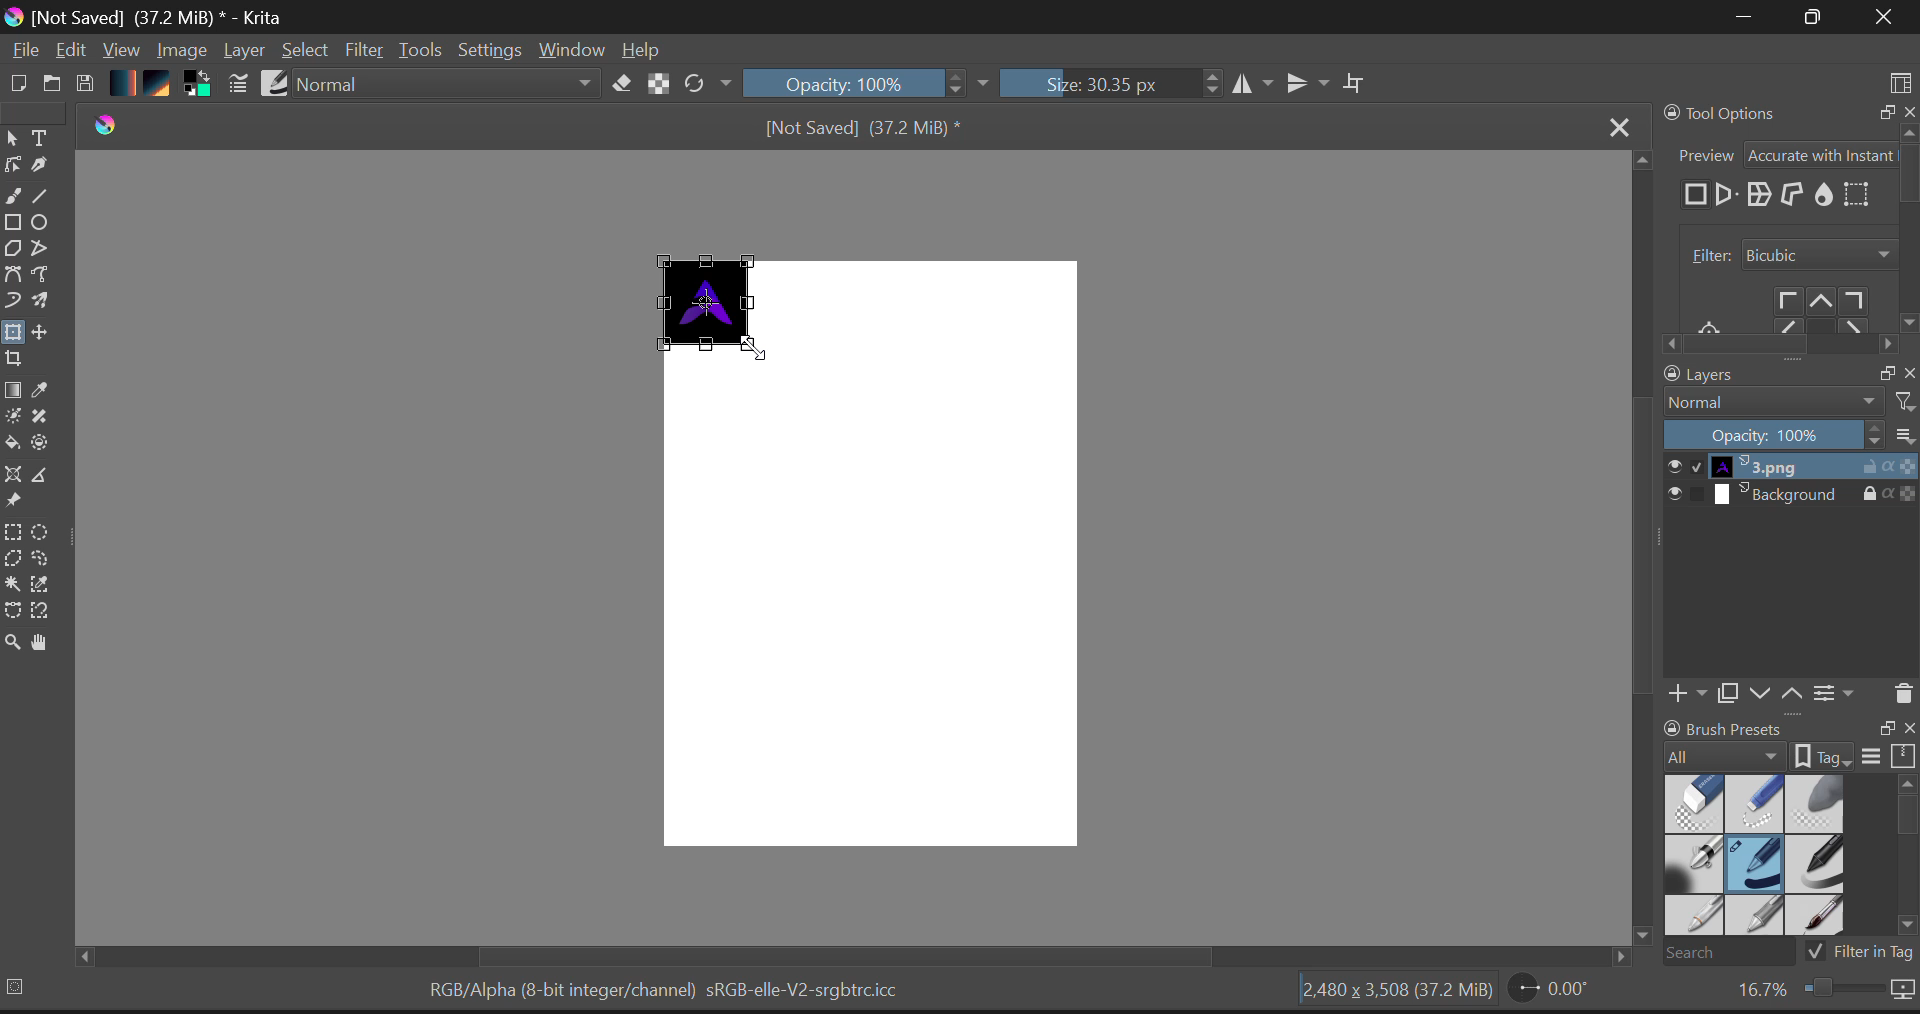 [Not Saved]  (37.2 MiB) * - Krita
File Edit View Image Layer Select Filter Tools Settings Window Help
Normal Opacity: 100% Size: 30.35 px
[Not Saved]  (37.2 MiB) *
Tool Options
Preview Accurate with Instant
Filter: Bicubic
Layers
Normal
Opacity: 100%
3.png
Background
Brush Presets
All Tag
Search Filter in Tag
RGB/Alpha (8-bit integer/channel)  sRGB-elle-V2-srgbtrc.icc 2,480 x 3,508 (37.2 MiB) 0.00° 16.7%